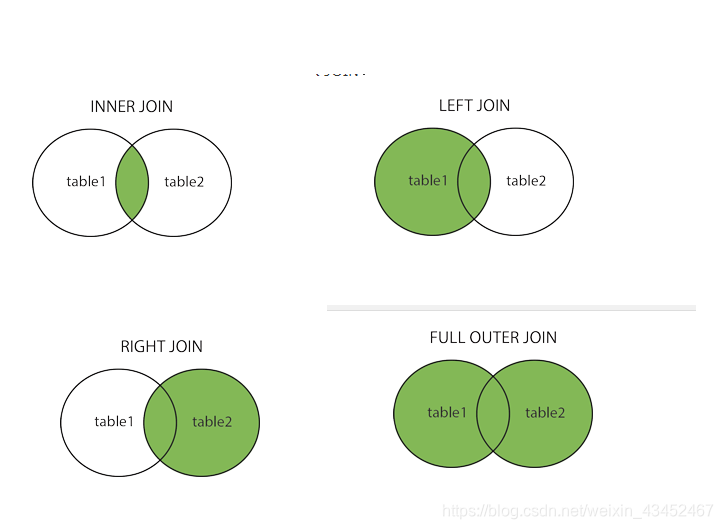 INNER JOIN
LEFT JOIN
table1
table2
table1
table2
RIGHT JOIN
FULL OUTER JOIN
table1
table2
table1
table2
https://blog.csdn.net/weixin_43452467